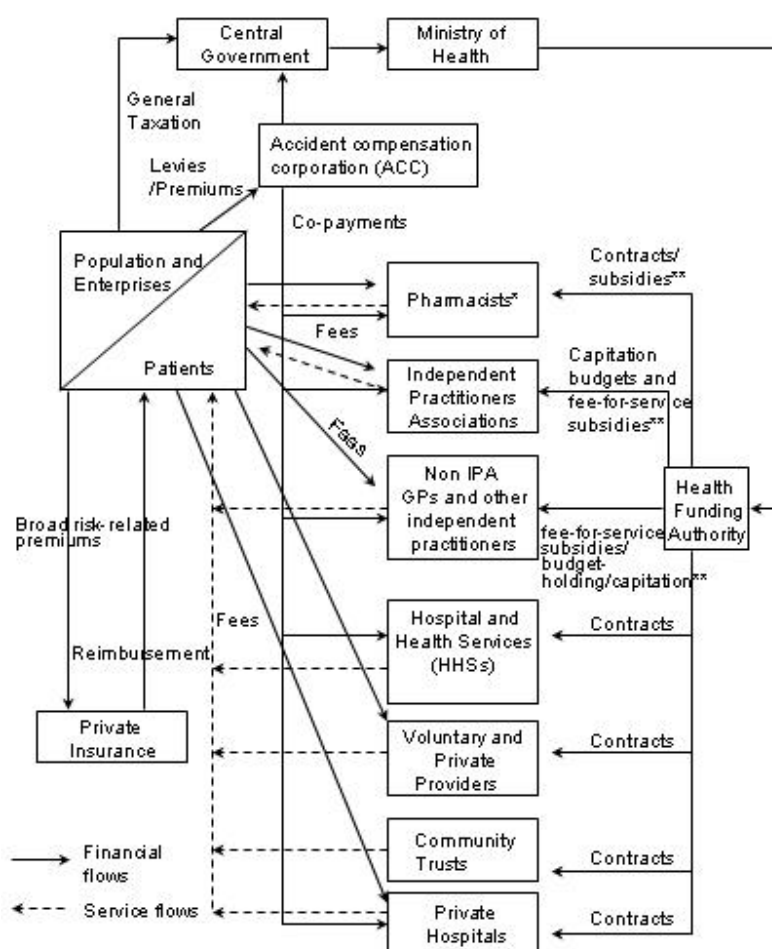 Central
Government
Ministry of
Health
General
Taxation
Accident compensation
corporation (ACC)
Levies
/Premiums
Co-payments
Population and
Enterprises
Patients
Contracts/
subsidies**
Pharmacists*
Fees
Independent
Practitioners
Associations
Capitation
budgets and
fee-for-service
subsidies**
Fees
Non IPA
GPs and other
independent
practitioners
Health
Funding
Authority
fee-for-service
subsidies/
budget-
holding/capitation**
Broad risk-related
premiums
Hospital and
Health Services
(HHSs)
Contracts
Fees
Reimbursement
Private
Insurance
Voluntary and
Private
Providers
Contracts
Community
Trusts
Contracts
Financial
flows
Service flows
Private
Hospitals
Contracts